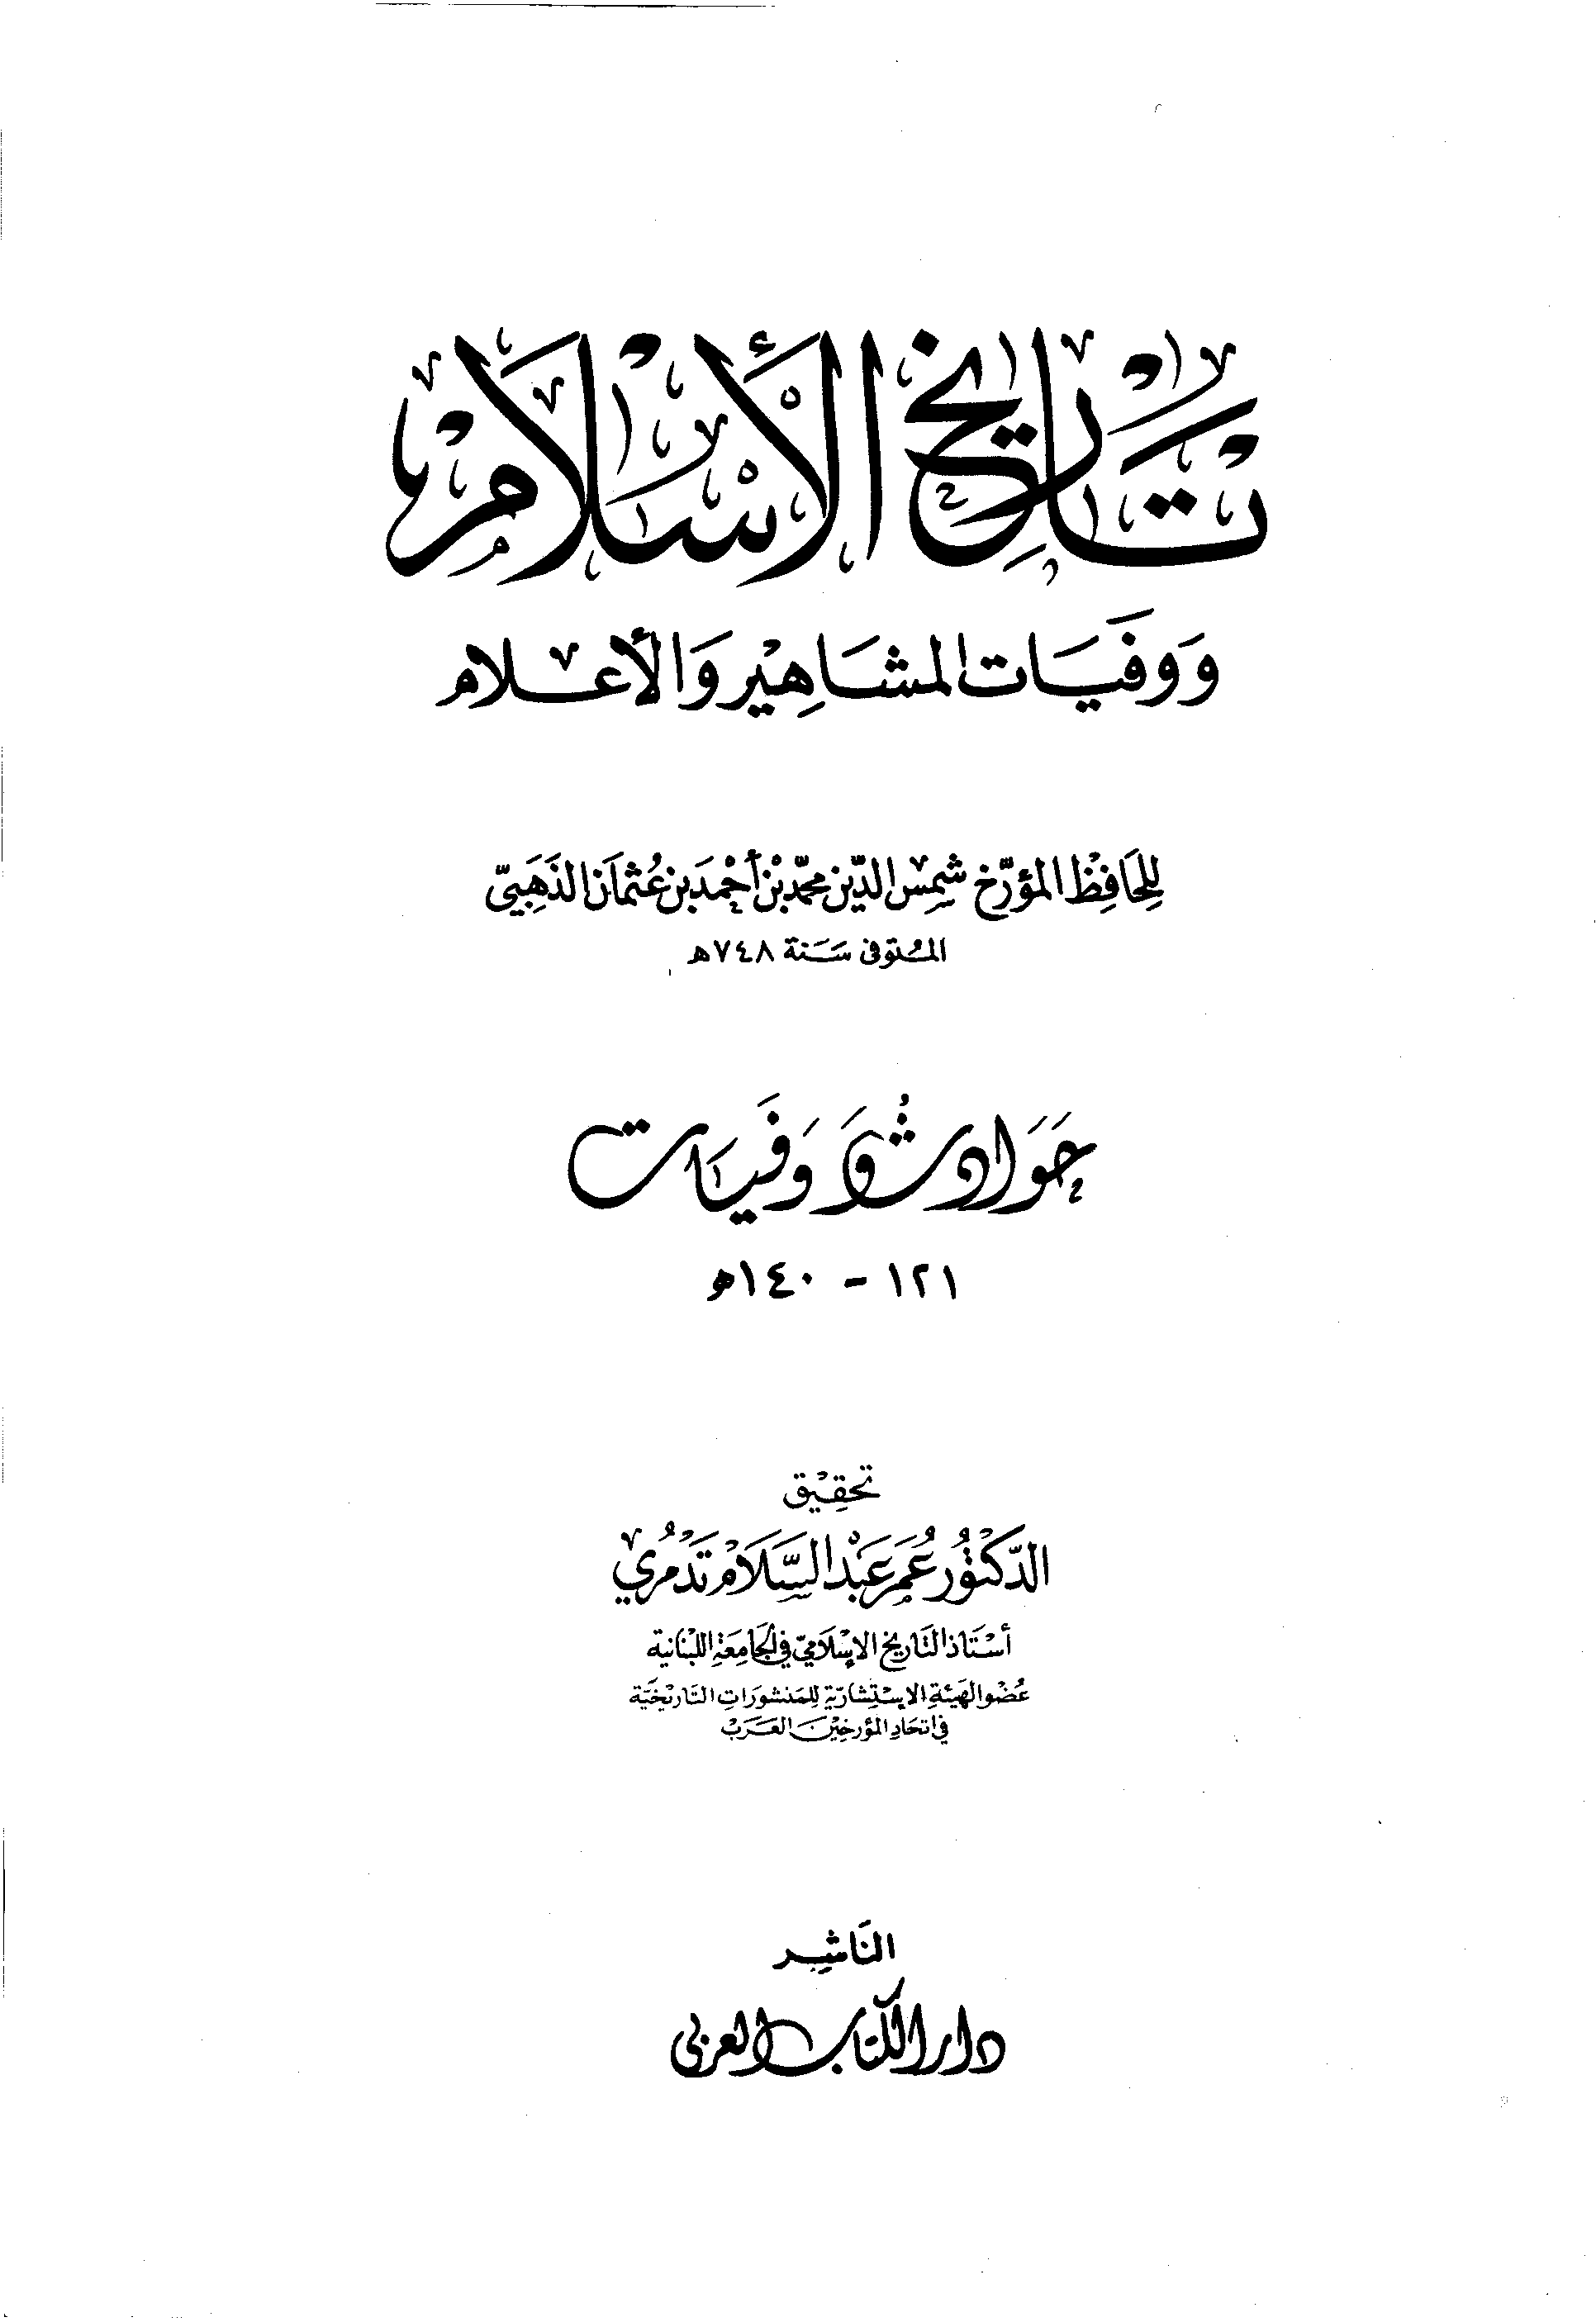 تاريخ الإسلام
ووفيات المشاهير والأعلام
للحافظ المؤرخ شمس الدين محمد بن أحمد بن عثمان الذهبي
المتوفى سنة ٧٤٨ه
حوادث ووفيات
١٢١ - ١٤٠ه
تحقيق
الدكتور عمر عبد السلام تدمري
أستاذ التاريخ الإسلامي في الجامعة اللبنانية
عضو الهيئة الاستشارية للمنشورات التاريخية
في اتحاد المؤرخين العرب
الناشر
دار الكتاب العربي